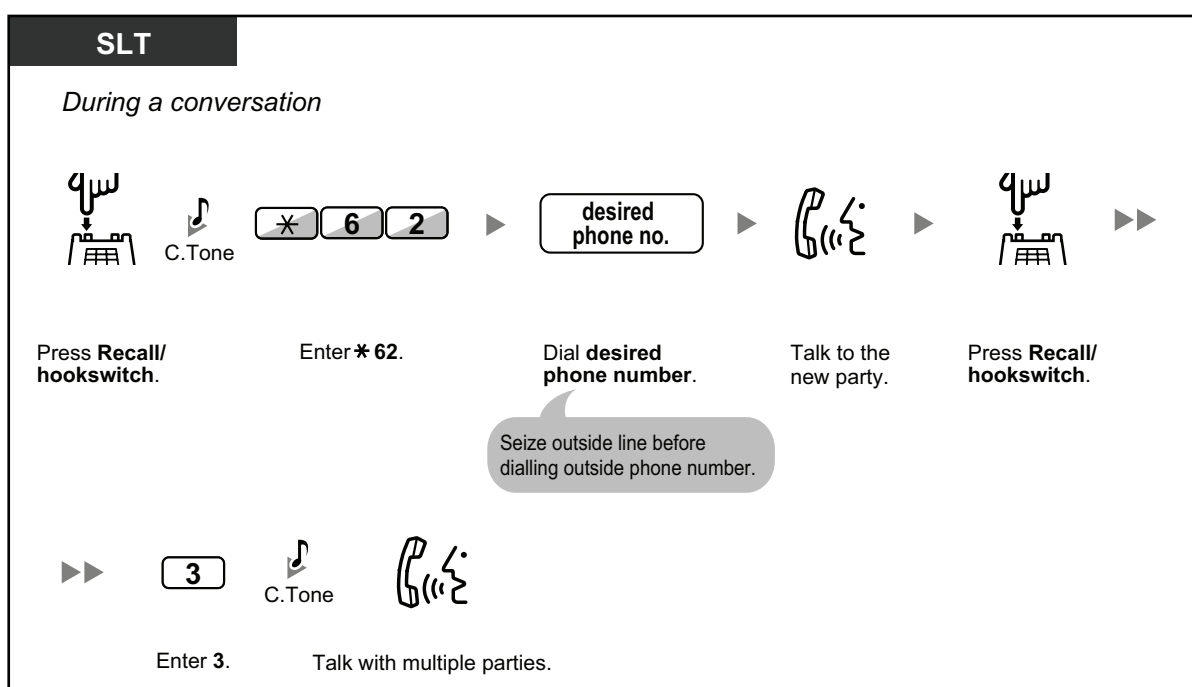 SLT
During a conversation
C.Tone
* 6 2
desired
phone no.
Press Recall/
hookswitch.
Enter * 62.
Dial desired
phone number.
Talk to the
new party.
Press Recall/
hookswitch.
Seize outside line before
dialling outside phone number.
3
C.Tone
Enter 3.
Talk with multiple parties.